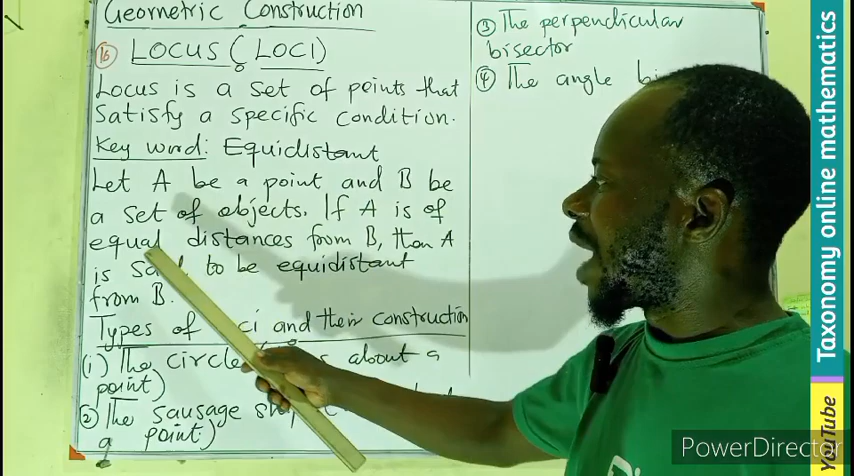 Geometric Construction
16 LOCUS (LOCI)
Locus is a set of points that
satisfy a specific condition.
Key word: Equidistant
Let A be a point and B be
a set of objects. If A is of
equal distances from B, then A
is to be equidistant
from B.
Types of and their construction
(1) The circle about a
point)
(2) The sausage
a point)
③ The perpendicular
bisector
④ The angle
Taxonomy online mathematics
YouTube
PowerDirector